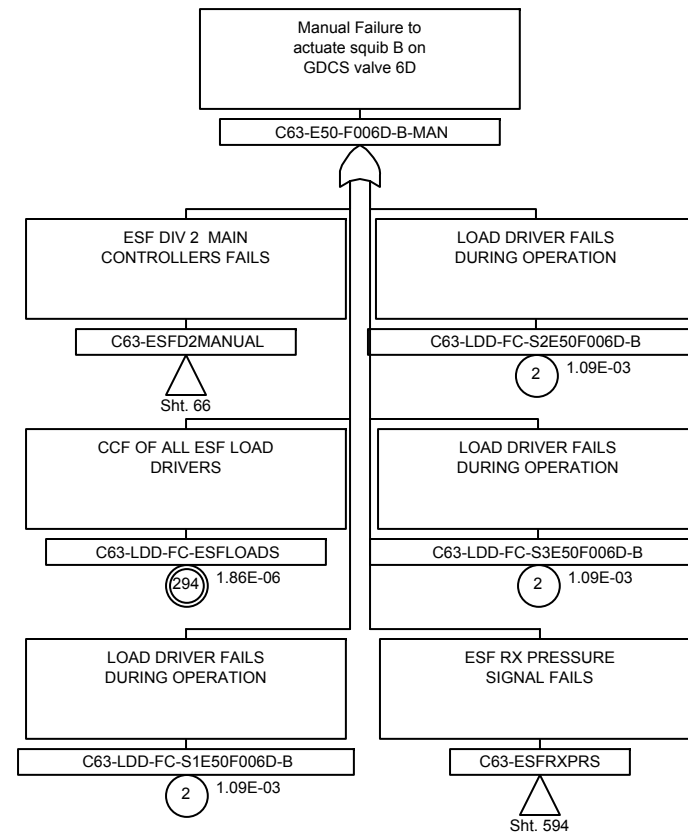 Manual Failure to
actuate squib B on
GDCS valve 6D
C63-E50-F006D-B-MAN
ESF DIV 2 MAIN
CONTROLLERS FAILS
C63-ESFD2MANUAL
Sht. 66
LOAD DRIVER FAILS
DURING OPERATION
C63-LDD-FC-S2E50F006D-B
2
1.09E-03
CCF OF ALL ESF LOAD
DRIVERS
C63-LDD-FC-ESFLOADS
294
1.86E-06
LOAD DRIVER FAILS
DURING OPERATION
C63-LDD-FC-S3E50F006D-B
2
1.09E-03
LOAD DRIVER FAILS
DURING OPERATION
C63-LDD-FC-S1E50F006D-B
2
1.09E-03
ESF RX PRESSURE
SIGNAL FAILS
C63-ESFRXPRS
Sht. 594